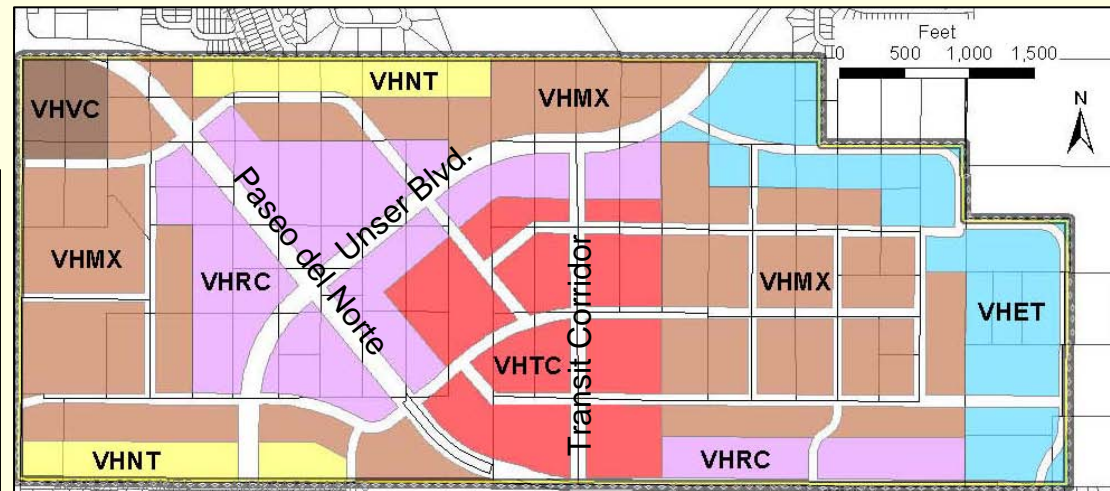 Feet
0 500 1,000 1,500
N
VHNT
VHMX
VHVC
Unser Blvd.
Paseo del Norte
VHMX
VHRC
Transit Corridor
VHMX
VHET
VHTC
VHNT
VHRC